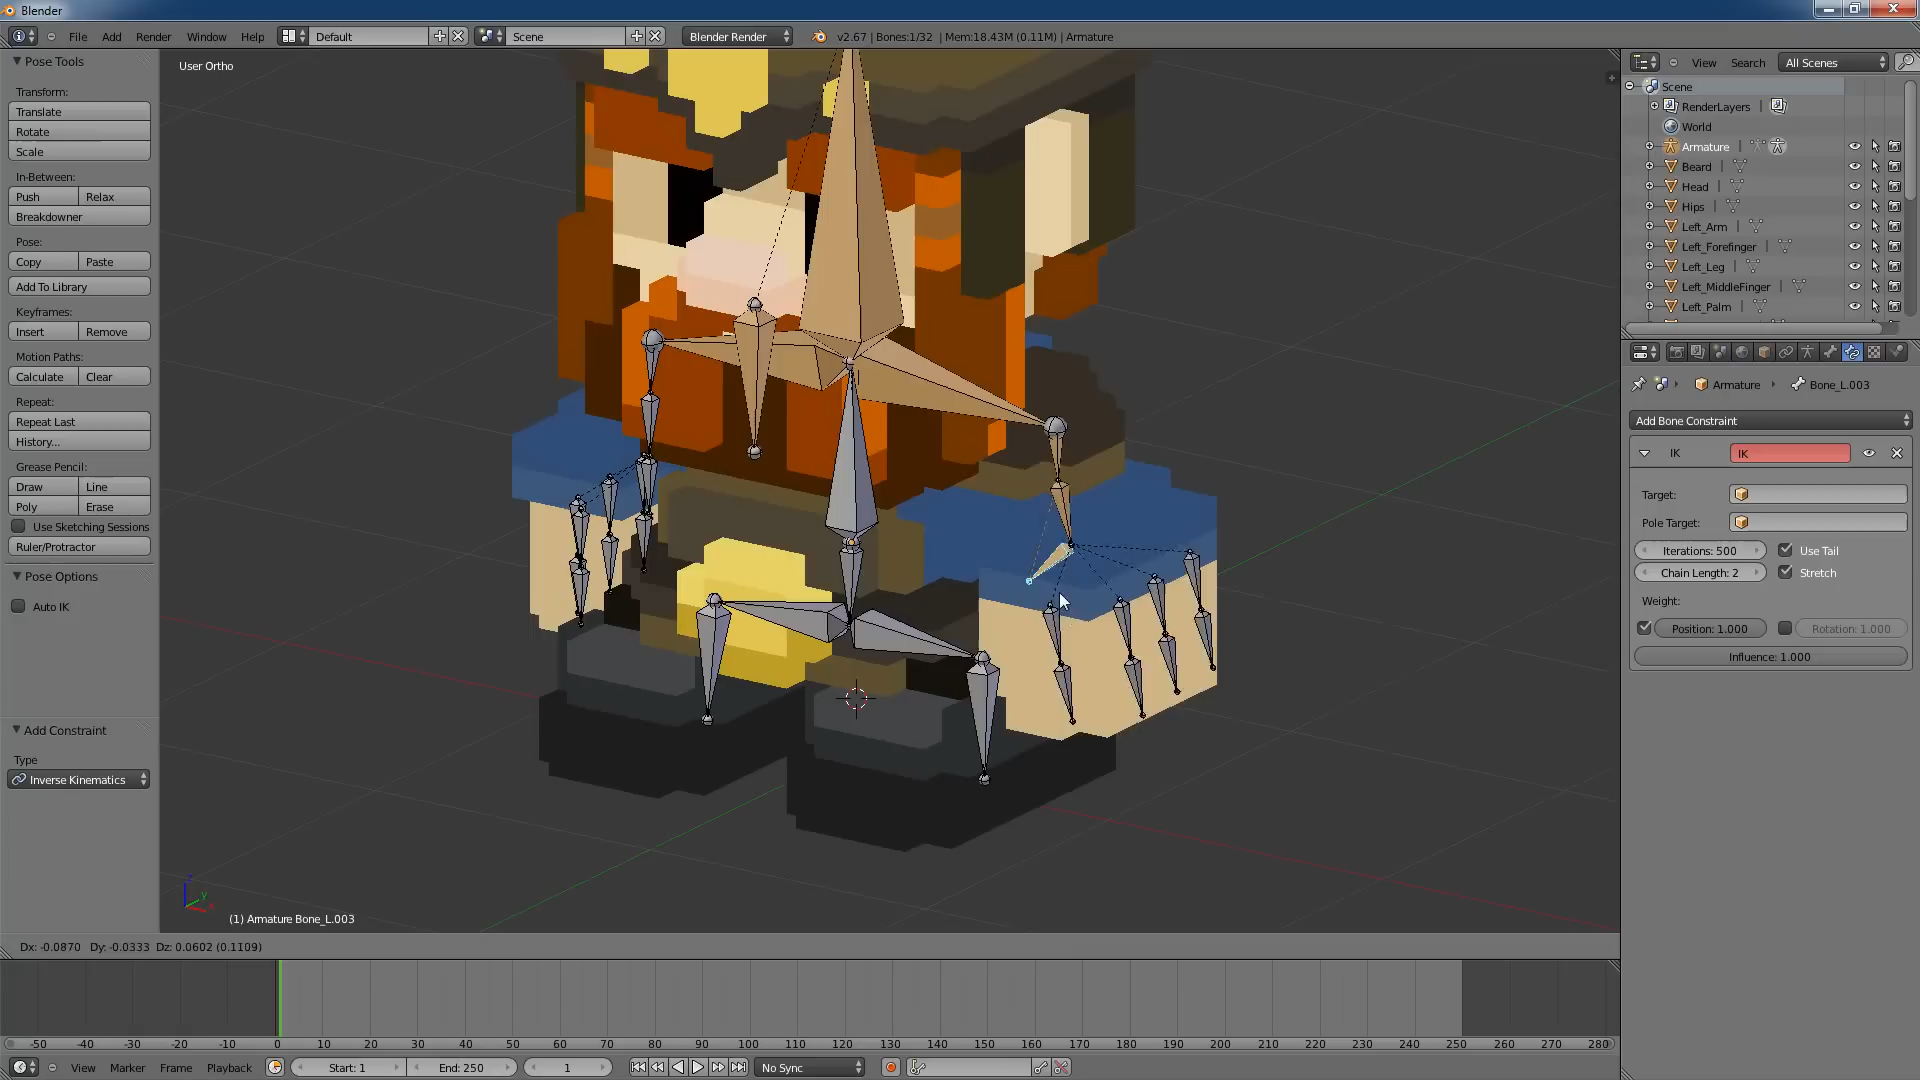 Blender
File Add Render Window Help Default Scene Blender Render v2.67 | Bones:1/32 | Mem:18.43M (0.11M) | Armature
Pose Tools
Transform:
Translate
Rotate
Scale
In-Between:
Push Relax
Breakdowner
Pose:
Copy Paste
Add To Library
Keyframes:
Insert Remove
Motion Paths:
Calculate Clear
Repeat:
Repeat Last
History...
Grease Pencil:
Draw Line
Poly Erase
Use Sketching Sessions
Ruler/Protractor
Pose Options
Auto IK
Add Constraint
Type
Inverse Kinematics
User Ortho
(1) Armature Bone_L.003
Dx: -0.0870 Dy: -0.0333 Dz: 0.0602 (0.1109)
View Search All Scenes
Scene
RenderLayers |
World
Armature |
Beard |
Head |
Hips |
Left_Arm |
Left_Forefinger |
Left_Leg |
Left_MiddleFinger |
Left_Palm |
Armature Bone_L.003
Add Bone Constraint
IK IK
Target:
Pole Target:
Iterations: 500 Use Tail
Chain Length: 2 Stretch
Weight:
Position: 1.000 Rotation: 1.000
Influence: 1.000
-50 -40 -30 -20 -10 0 10 20 30 40 50 60 70 80 90 100 110 120 130 140 150 160 170 180 190 200 210 220 230 240 250 260 270 280
View Marker Frame Playback Start: 1 End: 250 1 No Sync